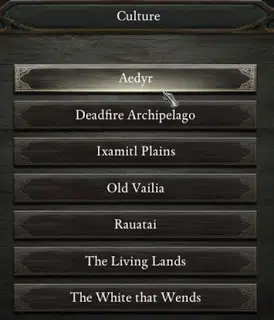 Culture
Aedyr
Deadfire Archipelago
Ixamitl Plains
Old Vailia
Rauatai
The Living Lands
The White that Wends